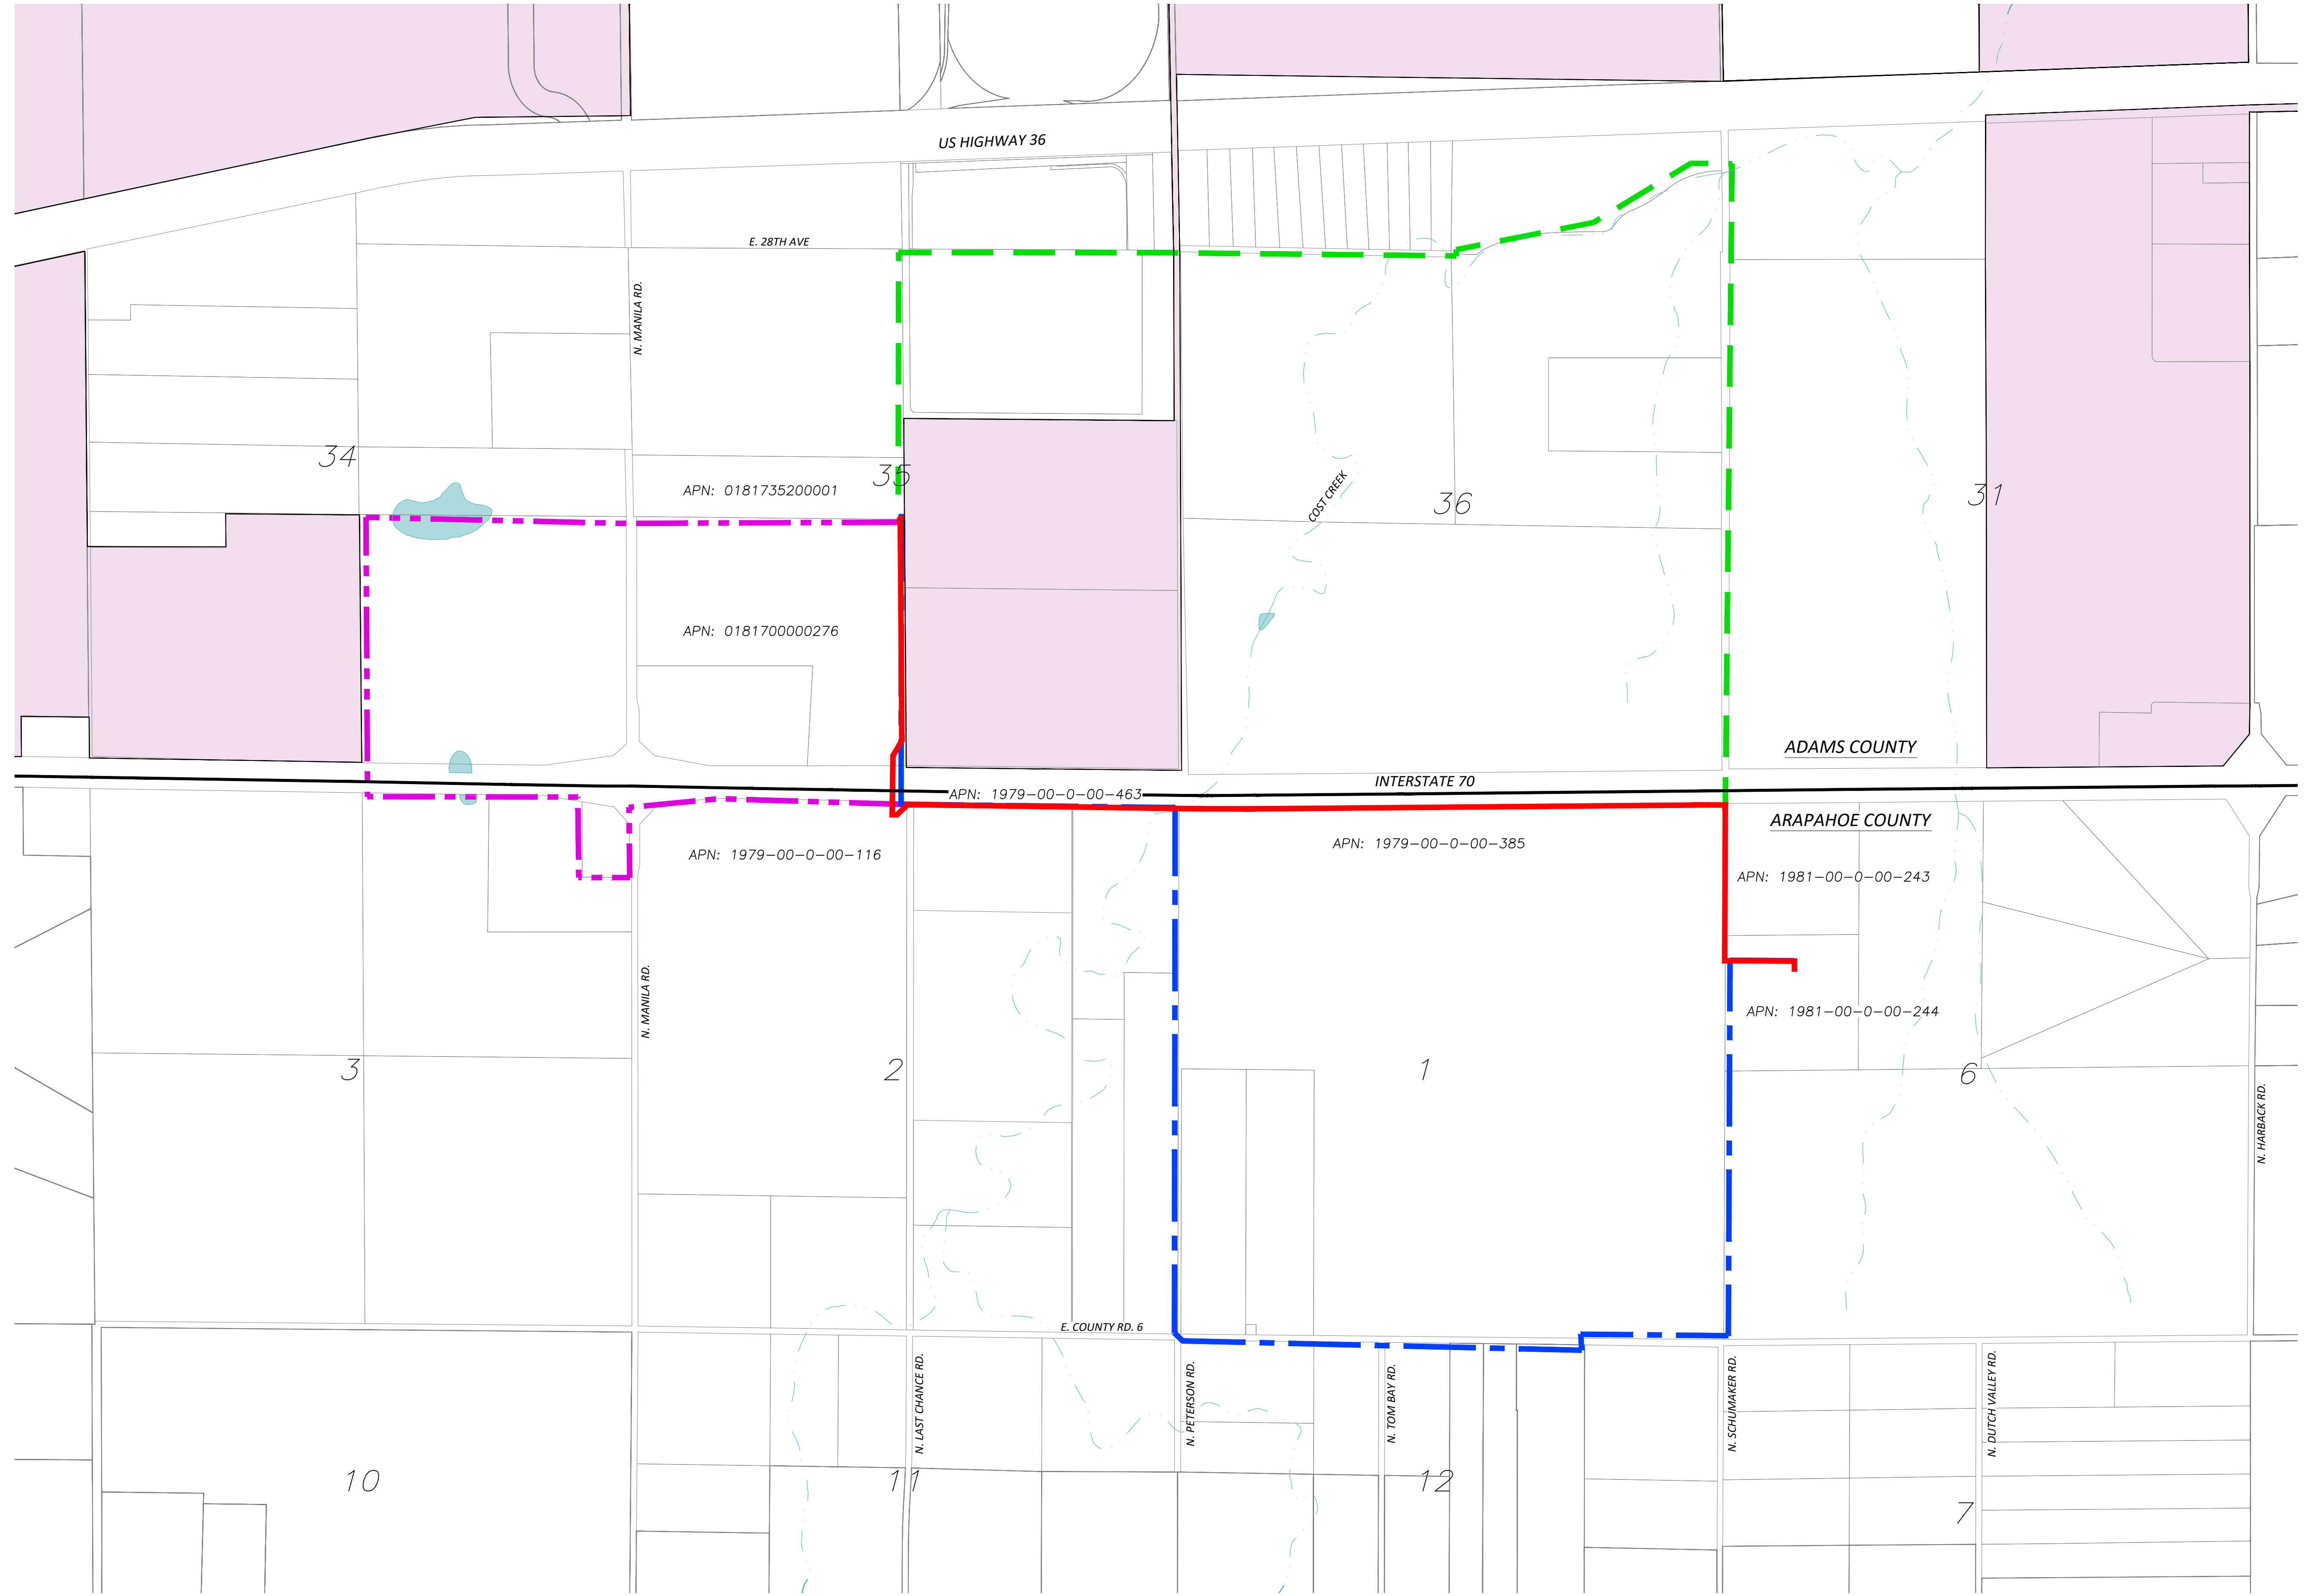 US HIGHWAY 36
E. 28TH AVE
N. MANILA RD.
34
35
APN: 0181735200001
COST CREEK
36
31
APN: 0181700000276
ADAMS COUNTY
INTERSTATE 70
APN: 1979-00-0-00-463
ARAPAHOE COUNTY
APN: 1979-00-0-00-116
APN: 1979-00-0-00-385
APN: 1981-00-0-00-243
N. MANILA RD.
APN: 1981-00-0-00-244
3
2
1
6
N. HARBACK RD.
E. COUNTY RD. 6
N. LAST CHANCE RD.
N. PETERSON RD.
N. TOM BAY RD.
N. SCHUMAKER RD.
N. DUTCH VALLEY RD.
10
11
12
7